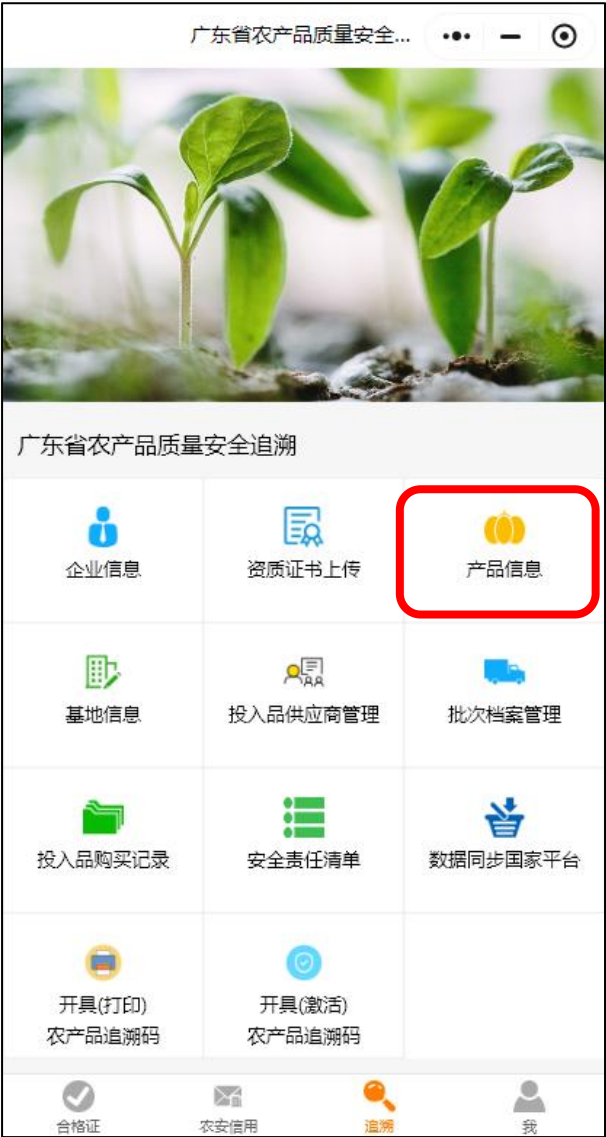 广东省农产品质量安全...
广东省农产品质量安全追溯
企业信息
资质证书上传
产品信息
基地信息
投入品供应商管理
批次档案管理
投入品购买记录
安全责任清单
数据同步国家平台
开具(打印)
农产品追溯码
开具(激活)
农产品追溯码
合格证
农安信用
追溯
我